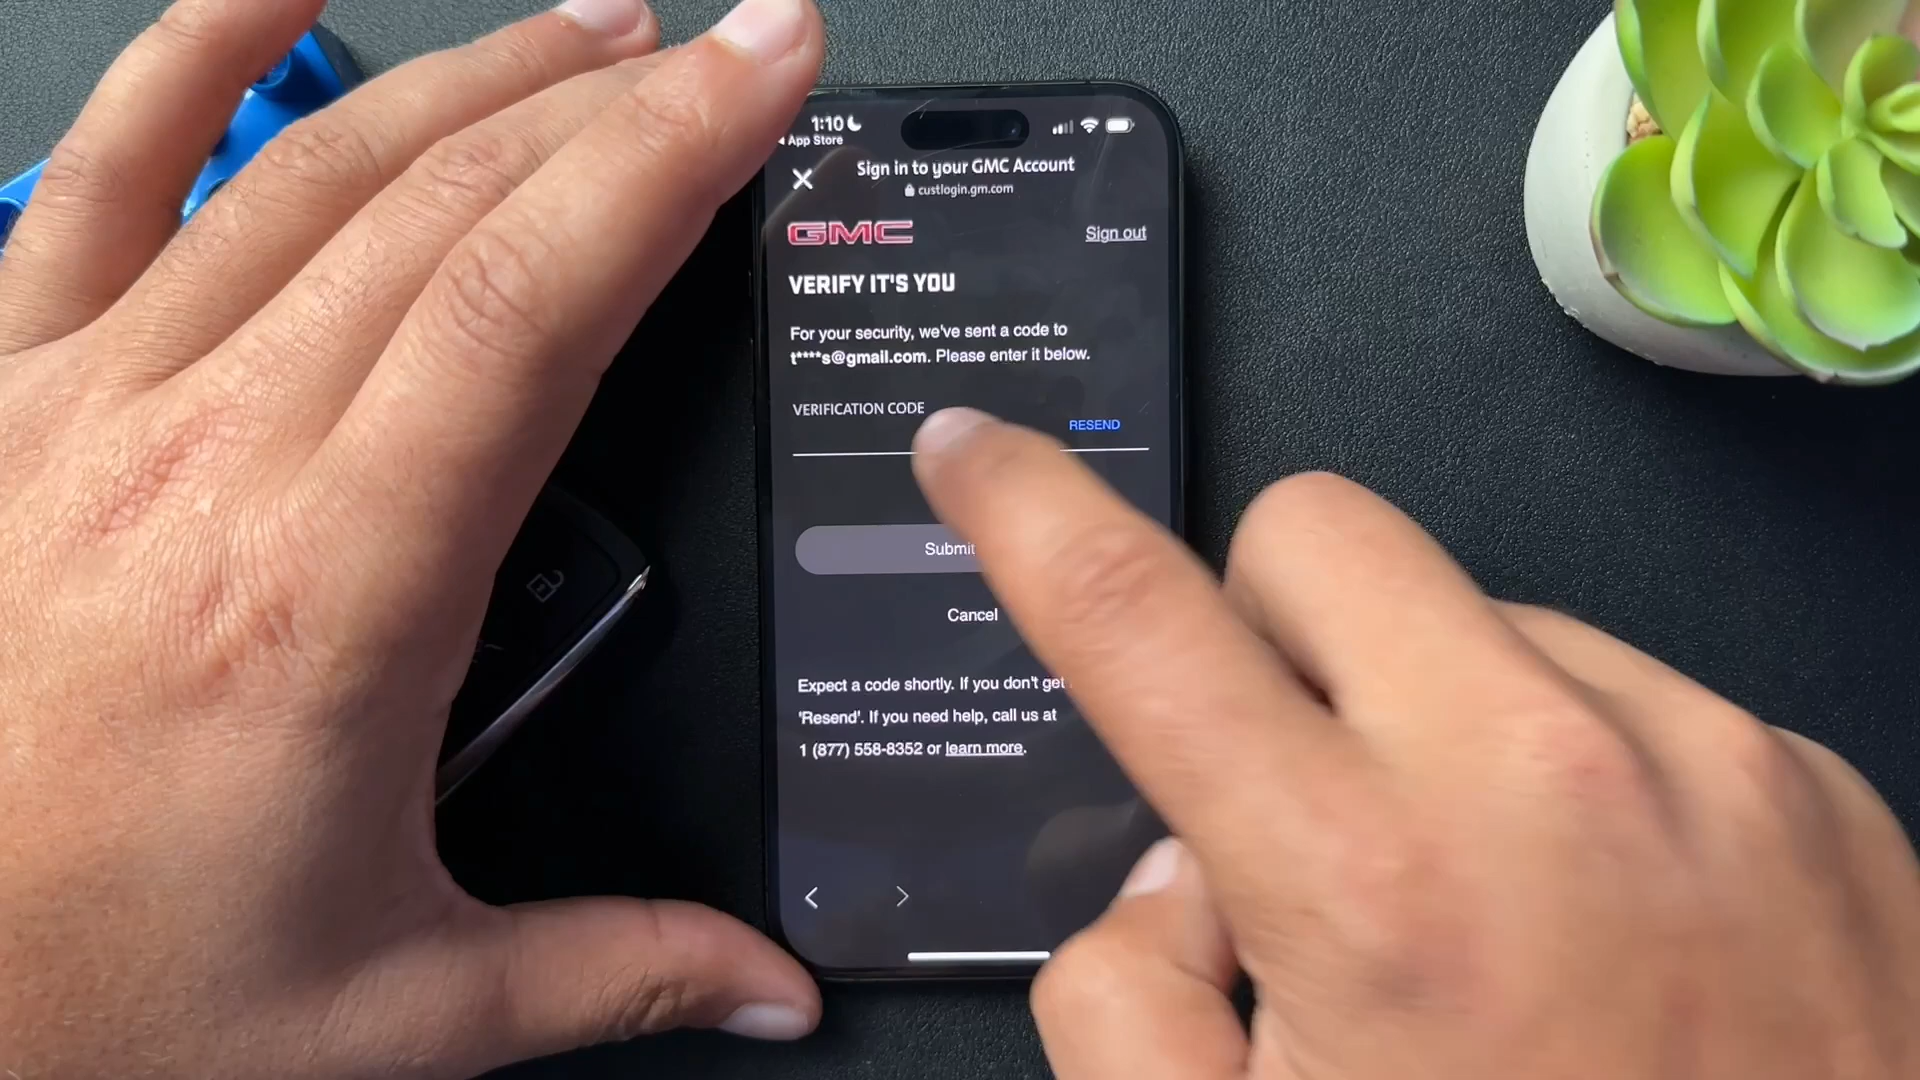 1:10
App Store
Sign in to your GMC Account
custlogin.gm.com
GMC
Sign out
VERIFY IT'S YOU
For your security, we've sent a code to
t****s@gmail.com. Please enter it below.
VERIFICATION CODE
RESEND
Submit
Cancel
Expect a code shortly. If you don't get
'Resend'. If you need help, call us at
1 (877) 558-8352 or learn more.